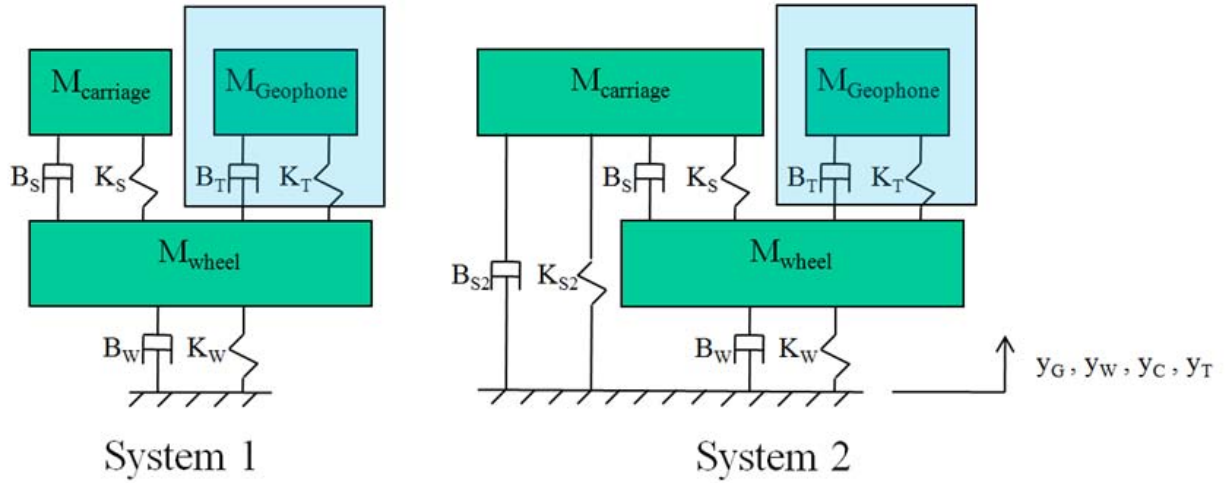 M_carriage M_Geophone
B_S K_S B_T K_T
M_wheel
B_W K_W
System 1
M_carriage M_Geophone
B_S K_S B_T K_T
M_wheel
B_S2 K_S2
B_W K_W
y_G , y_W , y_C , y_T
System 2